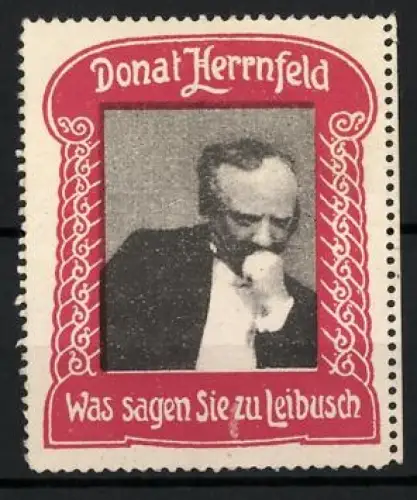 Donat Herrnfeld
Was sagen Sie zu Leibusch